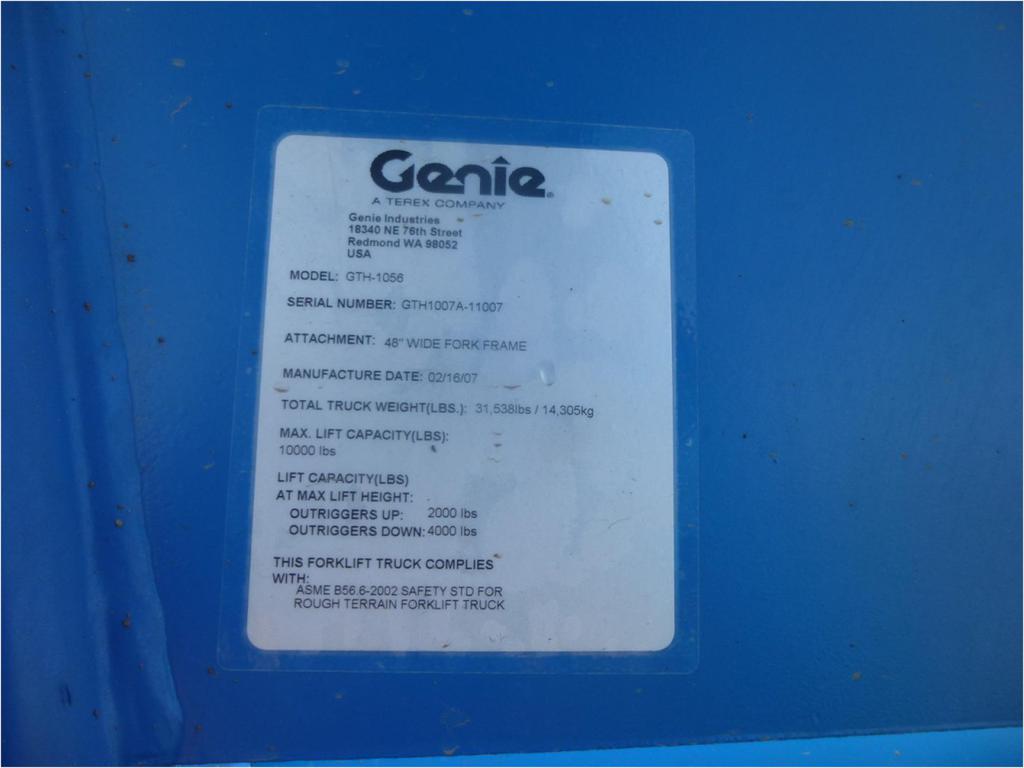 Genie®
A TEREX COMPANY
Genie Industries
18340 NE 76th Street
Redmond WA 98052
USA
MODEL: GTH-1056
SERIAL NUMBER: GTH1007A-11007
ATTACHMENT: 48" WIDE FORK FRAME
MANUFACTURE DATE: 02/16/07
TOTAL TRUCK WEIGHT(LBS.): 31,538lbs / 14,305kg
MAX. LIFT CAPACITY(LBS):
10000 lbs
LIFT CAPACITY(LBS)
AT MAX LIFT HEIGHT:
OUTRIGGERS UP: 2000 lbs
OUTRIGGERS DOWN: 4000 lbs
THIS FORKLIFT TRUCK COMPLIES
WITH:
ASME B56.6-2002 SAFETY STD FOR
ROUGH TERRAIN FORKLIFT TRUCK